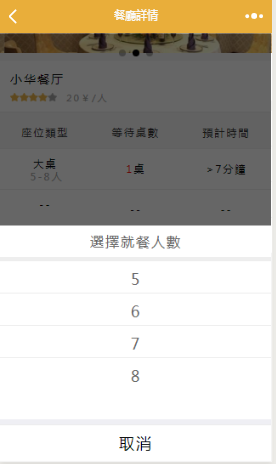 餐廳詳情
小华餐厅
20¥/人
座位類型 等待桌數 預計時間
大桌 1桌 >7分鐘
5-8人
-- -- --
選擇就餐人數
5
6
7
8
取消